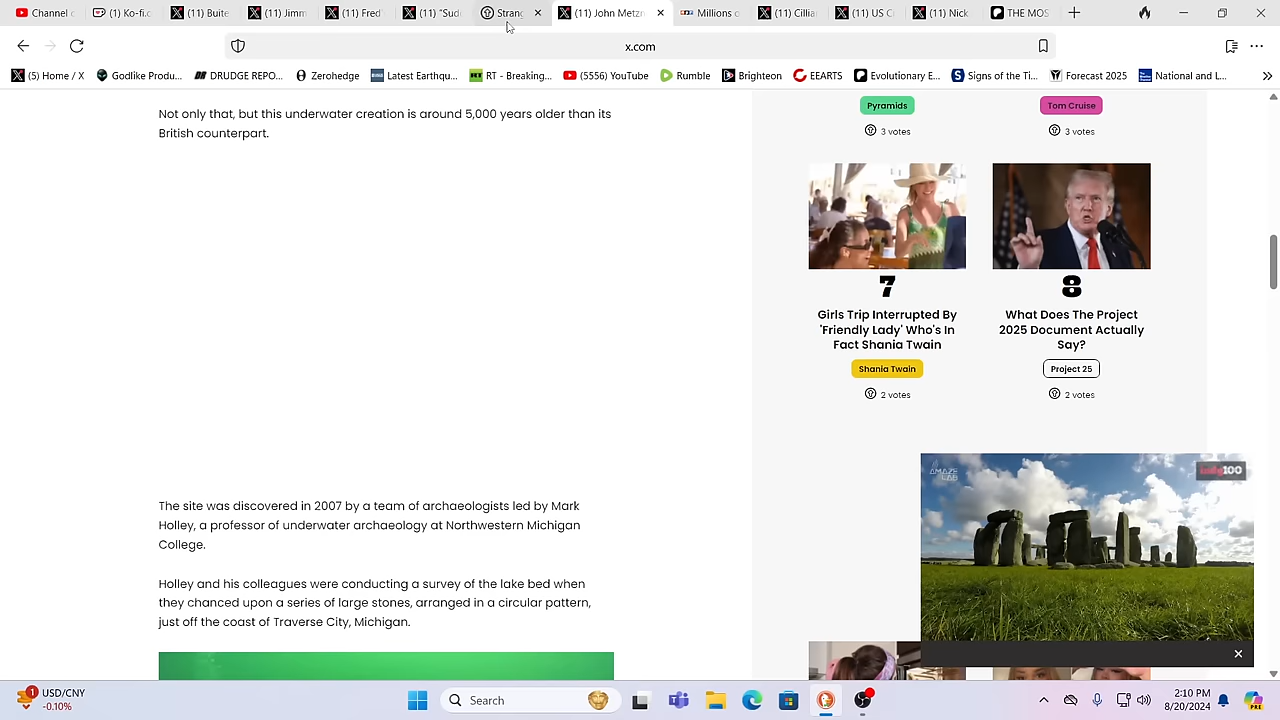 Channel c
(1) Ko-fi.c
(11) Buite
(11) Jimm
(11) Fred
(11) "Sub
Strang
(11) John Metzn
Millions o
(11) Cillia
(11) US C
(11) Nick
THE MOS
x.com
(5) Home / X
Godlike Produ...
DRUDGE REPO...
Zerohedge
Latest Earthqu...
RT - Breaking...
(5556) YouTube
Rumble
Brighteon
EEARTS
Evolutionary E...
Signs of the Ti...
Forecast 2025
National and L...
Not only that, but this underwater creation is around 5,000 years older than its
British counterpart.
The site was discovered in 2007 by a team of archaeologists led by Mark
Holley, a professor of underwater archaeology at Northwestern Michigan
College.
Holley and his colleagues were conducting a survey of the lake bed when
they chanced upon a series of large stones, arranged in a circular pattern,
just off the coast of Traverse City, Michigan.
Pyramids
3 votes
Tom Cruise
3 votes
7
Girls Trip Interrupted By
'Friendly Lady' Who's In
Fact Shania Twain
Shania Twain
2 votes
8
What Does The Project
2025 Document Actually
Say?
Project 25
2 votes
AMAZE
LAB
indy100
1
USD/CNY
-0.10%
Search
2:10 PM
8/20/2024